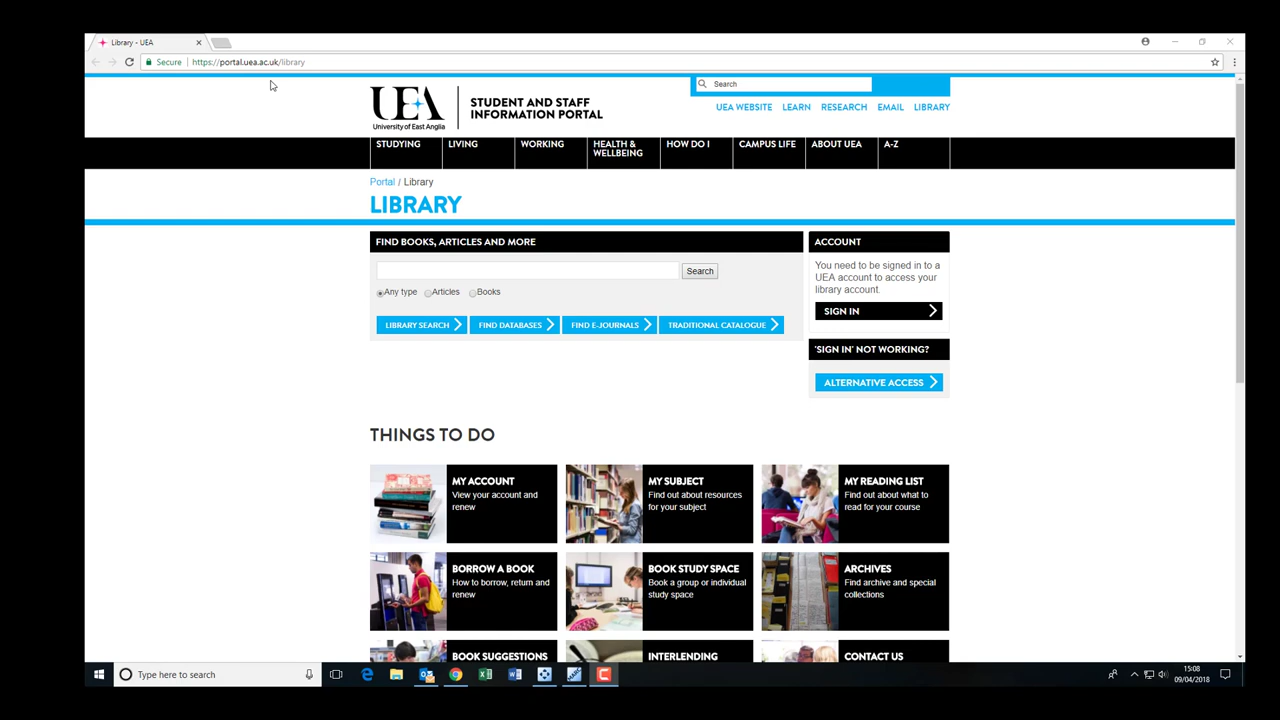 Library - UEA
Secure
https://portal.uea.ac.uk/library
Search
UEA
University of East Anglia
STUDENT AND STAFF
INFORMATION PORTAL
UEA WEBSITE LEARN RESEARCH EMAIL LIBRARY
STUDYING LIVING WORKING HEALTH &
WELLBEING
HOW DO I CAMPUS LIFE ABOUT UEA A-Z
Portal / Library
LIBRARY
FIND BOOKS, ARTICLES AND MORE
Search
Any type Articles Books
LIBRARY SEARCH FIND DATABASES FIND E-JOURNALS TRADITIONAL CATALOGUE
ACCOUNT
You need to be signed in to a
UEA account to access your
library account.
SIGN IN
'SIGN IN' NOT WORKING?
ALTERNATIVE ACCESS
THINGS TO DO
MY ACCOUNT
View your account and
renew
MY SUBJECT
Find out about resources
for your subject
MY READING LIST
Find out about what to
read for your course
BORROW A BOOK
How to borrow, return and
renew
BOOK STUDY SPACE
Book a group or individual
study space
ARCHIVES
Find archive and special
collections
BOOK SUGGESTIONS
INTERLENDING
CONTACT US
Type here to search
15:08
09/04/2018